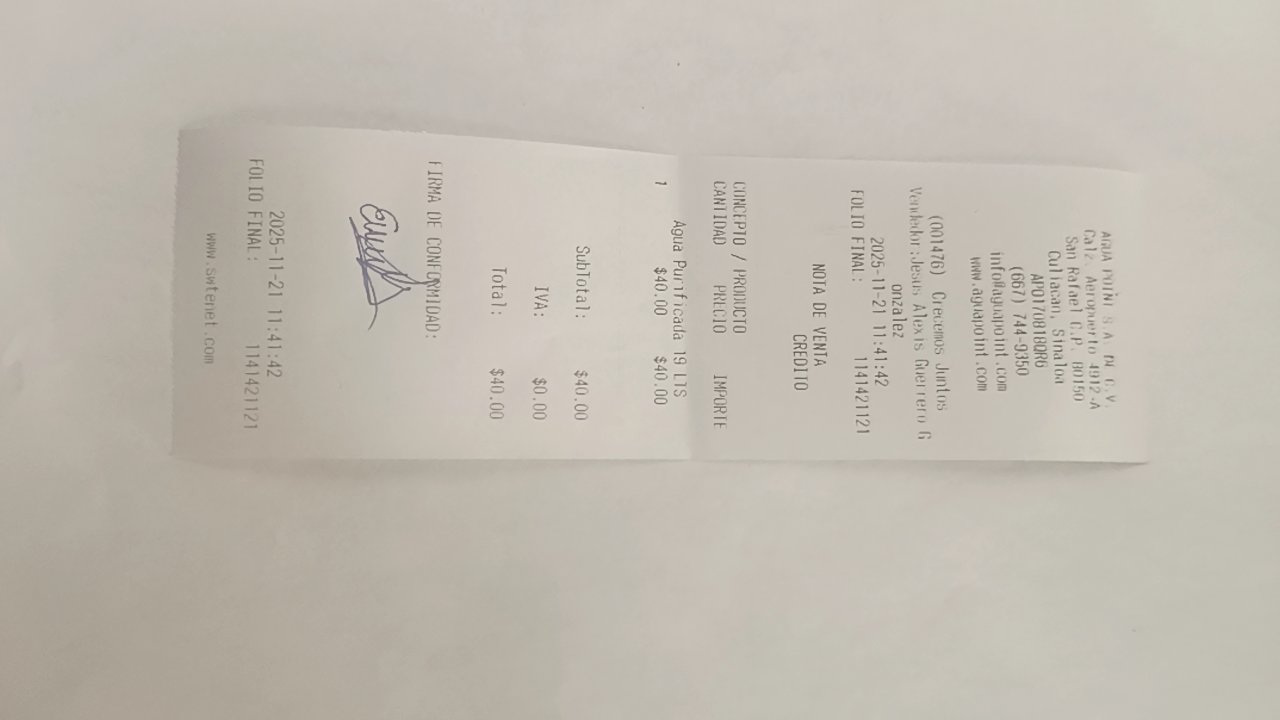 AGUA POINT S.A. DE C.V.
Calz. Aeropuerto 4912-A
San Rafael C.P. 80150
Culiacan, Sinaloa
APO170818QR6
(667) 744-9350
info@aguapoint.com
www.aguapoint.com
(001476) Crecemos Juntos
Vendedor:Jesus Alexis Guerrero G
onzalez
2025-11-21 11:41:42
FOLIO FINAL: 1141421121
NOTA DE VENTA
CREDITO
CONCEPTO / PRODUCTO
CANTIDAD PRECIO IMPORTE
Agua Purificada 19 LTS
1 $40.00 $40.00
SubTotal: $40.00
IVA: $0.00
Total: $40.00
FIRMA DE CONFORMIDAD:
2025-11-21 11:41:42
FOLIO FINAL: 1141421121
www.swtenet.com